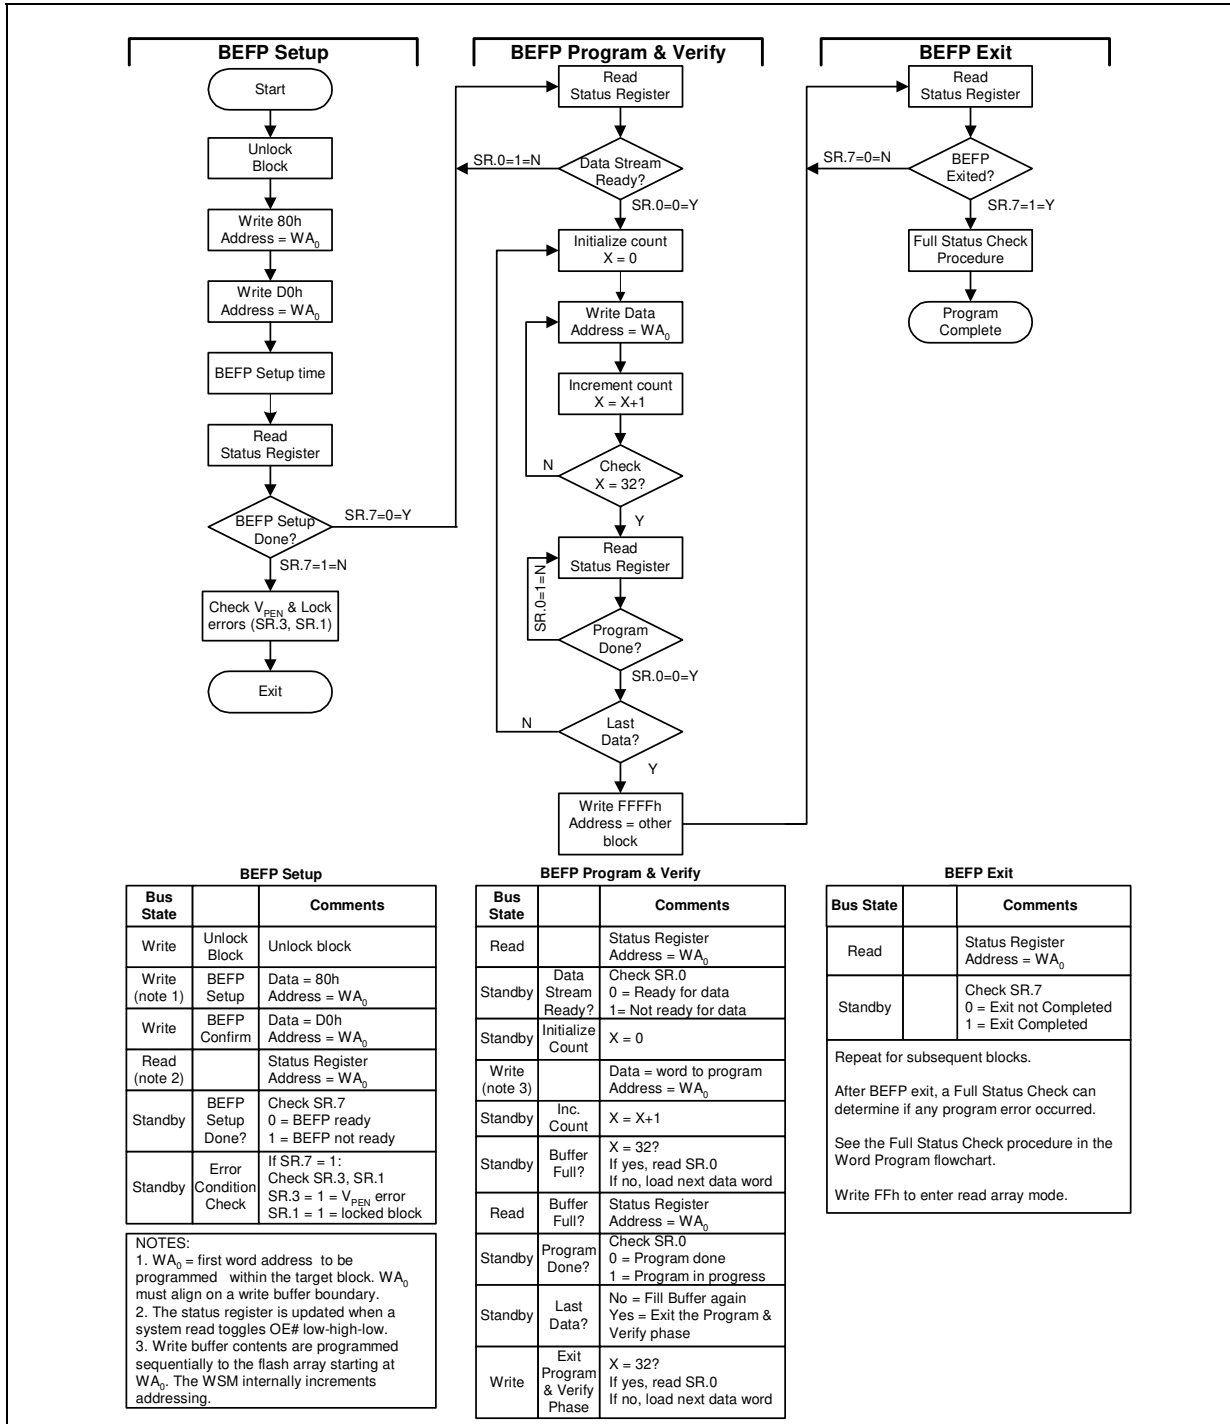 BEFP Setup
Start
Unlock
Block
Write 80h
Address = WA0
Write D0h
Address = WA0
BEFP Setup time
Read
Status Register
BEFP Setup
Done?
SR.7=0=Y
SR.7=1=N
Check VPEN & Lock
errors (SR.3, SR.1)
Exit
BEFP Program & Verify
Read
Status Register
SR.0=1=N
Data Stream
Ready?
SR.0=0=Y
Initialize count
X = 0
Write Data
Address = WA0
Increment count
X = X+1
N
Check
X = 32?
Y
Read
Status Register
SR.0=1=N
Program
Done?
SR.0=0=Y
N
Last
Data?
Y
Write FFFFh
Address = other
block
BEFP Exit
Read
Status Register
SR.7=0=N
BEFP
Exited?
SR.7=1=Y
Full Status Check
Procedure
Program
Complete
BEFP Setup
Bus
State
Comments
Write
Unlock
Block
Unlock block
Write
(note 1)
BEFP
Setup
Data = 80h
Address = WA0
Write
BEFP
Confirm
Data = D0h
Address = WA0
Read
(note 2)
Status Register
Address = WA0
Standby
BEFP
Setup
Done?
Check SR.7
0 = BEFP ready
1 = BEFP not ready
Standby
Error
Condition
Check
If SR.7 = 1:
Check SR.3, SR.1
SR.3 = 1 = VPEN error
SR.1 = 1 = locked block
NOTES:
1. WA0 = first word address to be
programmed within the target block. WA0
must align on a write buffer boundary.
2. The status register is updated when a
system read toggles OE# low-high-low.
3. Write buffer contents are programmed
sequentially to the flash array starting at
WA0. The WSM internally increments
addressing.
BEFP Program & Verify
Bus
State
Comments
Read
Status Register
Address = WA0
Standby
Data
Stream
Ready?
Check SR.0
0 = Ready for data
1= Not ready for data
Standby
Initialize
Count
X = 0
Write
(note 3)
Data = word to program
Address = WA0
Standby
Inc.
Count
X = X+1
Standby
Buffer
Full?
X = 32?
If yes, read SR.0
If no, load next data word
Read
Buffer
Full?
Status Register
Address = WA0
Standby
Program
Done?
Check SR.0
0 = Program done
1 = Program in progress
Standby
Last
Data?
No = Fill Buffer again
Yes = Exit the Program &
Verify phase
Write
Exit
Program
& Verify
Phase
X = 32?
If yes, read SR.0
If no, load next data word
BEFP Exit
Bus State
Comments
Read
Status Register
Address = WA0
Standby
Check SR.7
0 = Exit not Completed
1 = Exit Completed
Repeat for subsequent blocks.
After BEFP exit, a Full Status Check can
determine if any program error occurred.
See the Full Status Check procedure in the
Word Program flowchart.
Write FFh to enter read array mode.